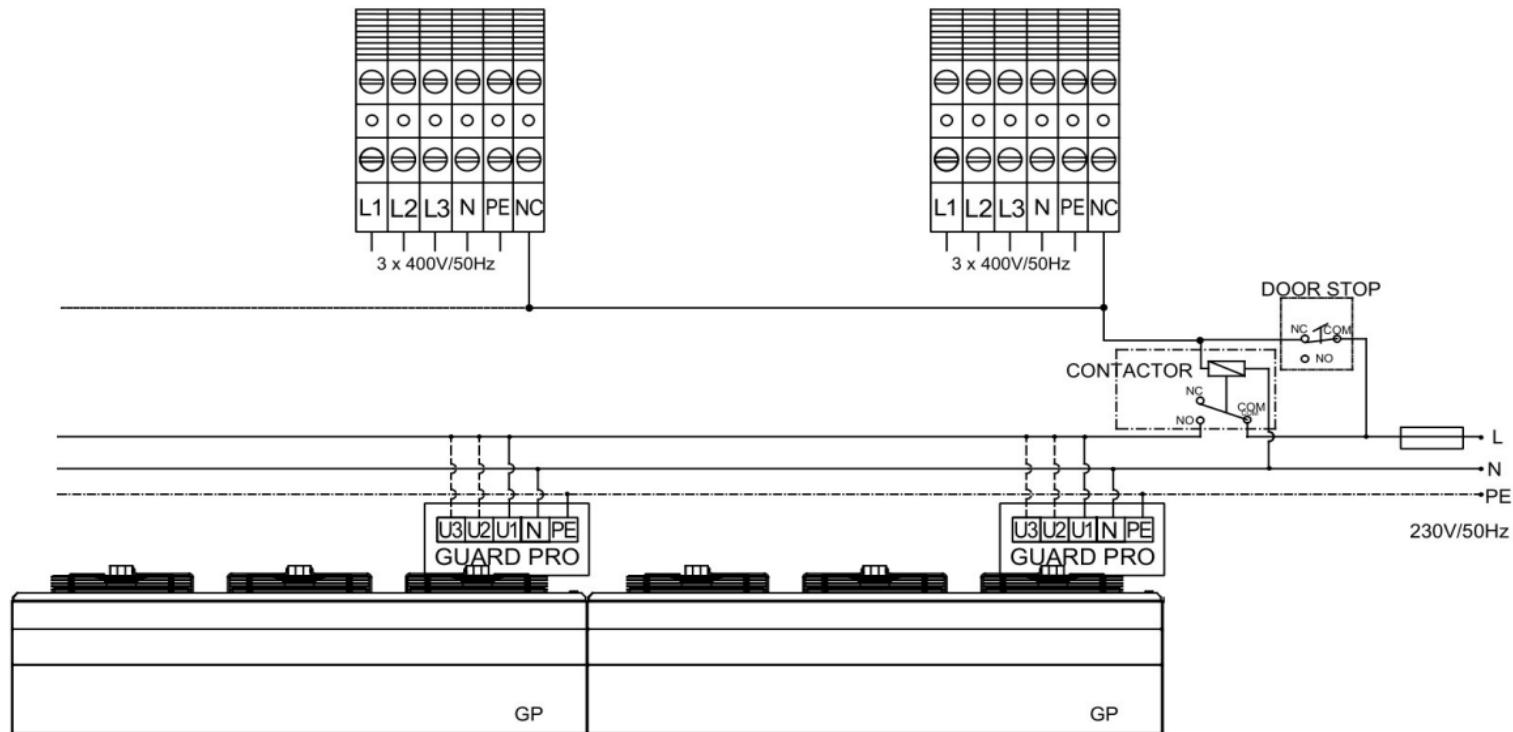 L1 L2 L3 N PE NC
3 x 400V/50Hz
L1 L2 L3 N PE NC
3 x 400V/50Hz
DOOR STOP
NC COM
NO
CONTACTOR
NC
COM
NO
L
N
PE
230V/50Hz
U3 U2 U1 N PE
GUARD PRO
U3 U2 U1 N PE
GUARD PRO
GP
GP